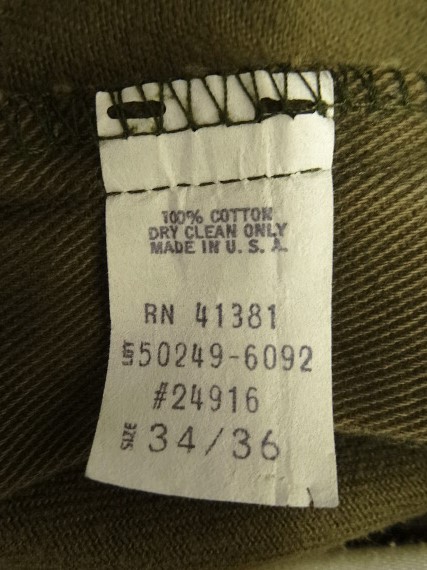 100% COTTON
DRY CLEAN ONLY
MADE IN U. S. A.
RN 41381
LOT 50249-6092
#24916
SIZE 34/36